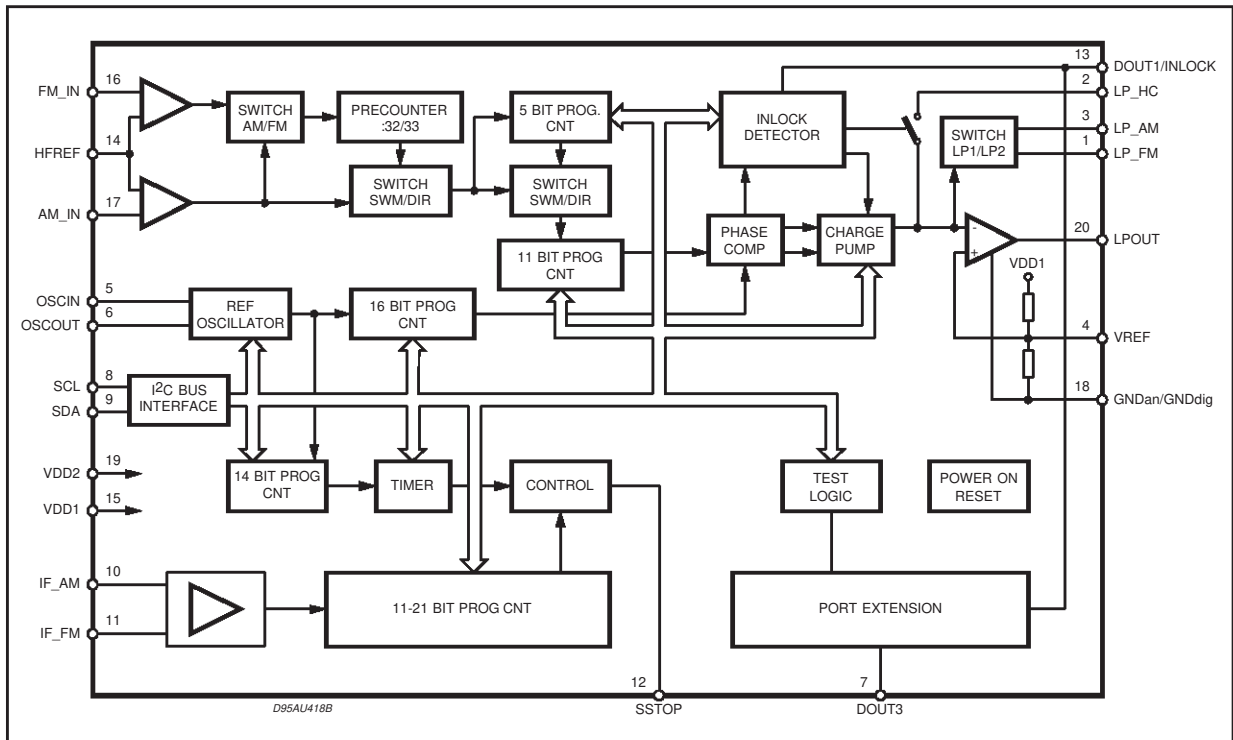 13
DOUT1/INLOCK
16
FM_IN
2
LP_HC
SWITCH
AM/FM
PRECOUNTER
:32/33
5 BIT PROG.
CNT
INLOCK
DETECTOR
SWITCH
LP1/LP2
3
LP_AM
14
HFREF
1
LP_FM
SWITCH
SWM/DIR
SWITCH
SWM/DIR
17
AM_IN
PHASE
COMP
CHARGE
PUMP
-
+
20
LPOUT
11 BIT PROG
CNT
VDD1
5
OSCIN
6
OSCOUT
REF
OSCILLATOR
16 BIT PROG
CNT
4
VREF
8
SCL
9
SDA
I2C BUS
INTERFACE
18
GNDan/GNDdig
19
VDD2
15
VDD1
14 BIT PROG
CNT
TIMER
CONTROL
TEST
LOGIC
POWER ON
RESET
10
IF_AM
11
IF_FM
11-21 BIT PROG CNT
PORT EXTENSION
12
SSTOP
7
DOUT3
D95AU418B